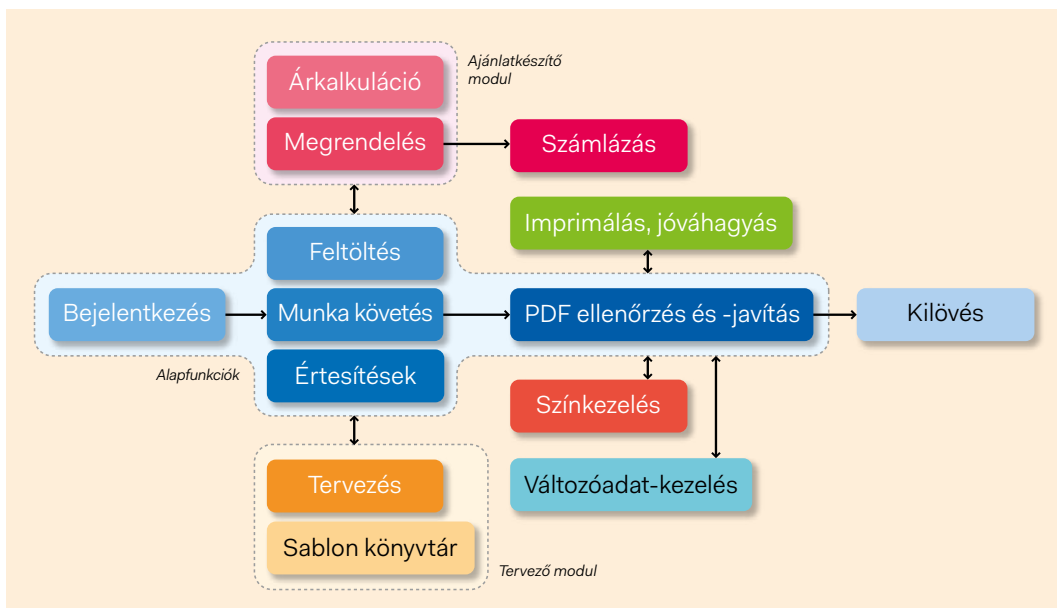 Árkalkuláció
Ajánlatkészítő
modul
Megrendelés
Számlázás
Imprimálás, jóváhagyás
Feltöltés
Bejelentkezés
Munka követés
PDF ellenőrzés és -javítás
Kilövés
Alapfunkciók
Értesítések
Színkezelés
Tervezés
Változóadat-kezelés
Sablon könyvtár
Tervező modul